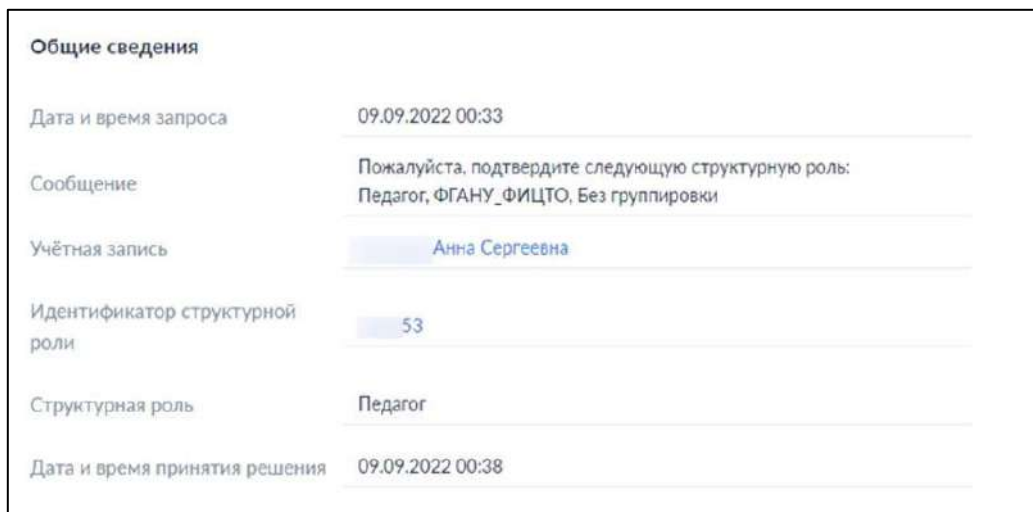 Общие сведения
Дата и время запроса 09.09.2022 00:33
Сообщение Пожалуйста, подтвердите следующую структурную роль:
Педагог, ФГАНУ_ФИЦТО, Без группировки
Учётная запись Анна Сергеевна
Идентификатор структурной
роли 53
Структурная роль Педагог
Дата и время принятия решения 09.09.2022 00:38